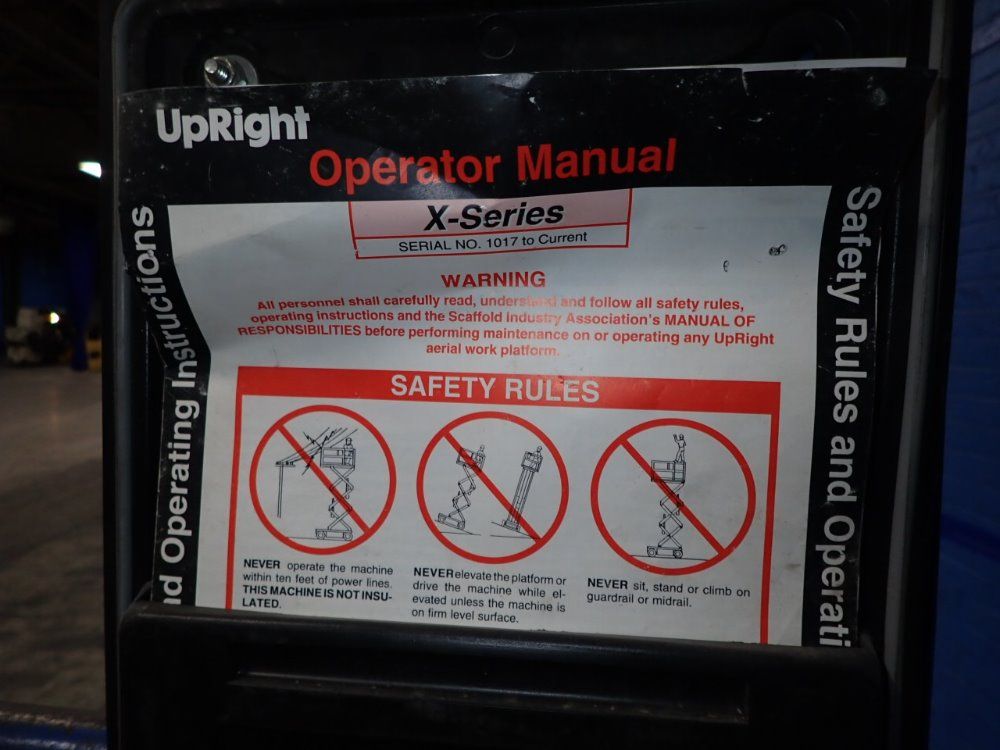 UpRight
Operator Manual
X-Series
SERIAL NO. 1017 to Current
WARNING
All personnel shall carefully read, understand and follow all safety rules,
operating instructions and the Scaffold Industry Association's MANUAL OF
RESPONSIBILITIES before performing maintenance on or operating any UpRight
aerial work platform.
SAFETY RULES
NEVER operate the machine
within ten feet of power lines.
THIS MACHINE IS NOT INSU-
LATED.
NEVER elevate the platform or
drive the machine while el-
evated unless the machine is
on firm level surface.
NEVER sit, stand or climb on
guardrail or midrail.
nd Operating Instructions
Safety Rules and Operati